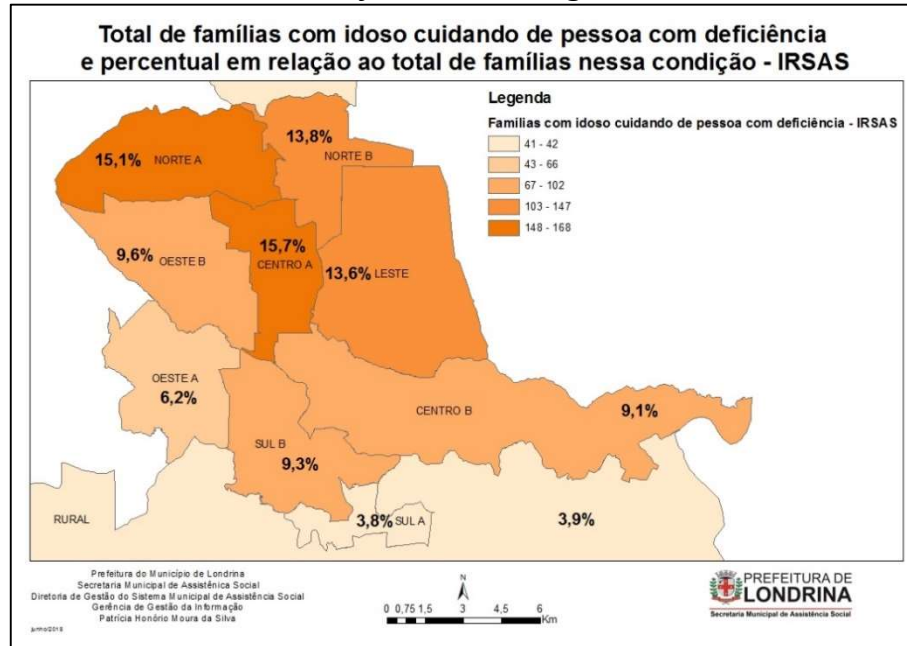 Total de famílias com idoso cuidando de pessoa com deficiência
e percentual em relação ao total de famílias nessa condição - IRSAS
Legenda
Famílias com idoso cuidando de pessoa com deficiência - IRSAS
41 - 42
43 - 66
67 - 102
103 - 147
148 - 168
13,8%
NORTE B
15,1% NORTE A
15,7%
CENTRO A
9,6%
OESTE B
13,6% LESTE
OESTE A
6,2%
CENTRO B
9,1%
SUL B
9,3%
RURAL
3,8% SUL A
3,9%
Prefeitura do Município de Londrina
Secretaria Municipal de Assistênica Social
Diretoria de Gestão do Sistema Municipal de Assistência Social
Gerência de Gestão da Informação
Patrícia Honório Moura da Silva
N
0 0,75 1,5 3 4,5 6
Km
PREFEITURA DE
LONDRINA
Secretaria Municipal de Assistência Social